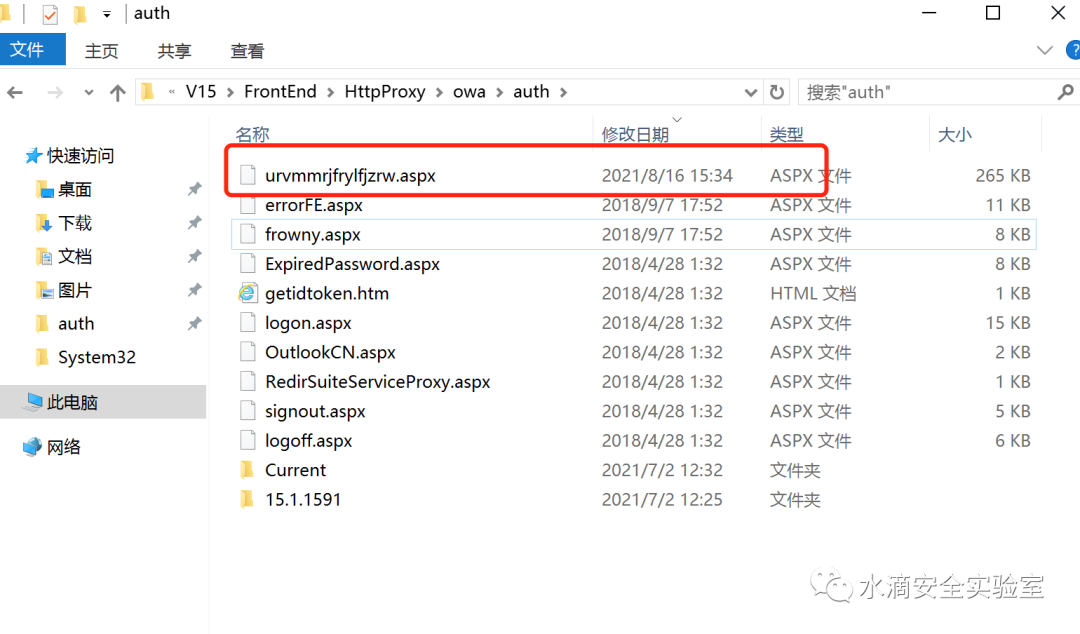 auth
文件 主页 共享 查看
« V15 › FrontEnd › HttpProxy › owa › auth › 搜索"auth"
名称 修改日期 类型 大小
快速访问
桌面
下载
文档
图片
auth
System32
此电脑
网络
urvmmrjfrylfjzrw.aspx 2021/8/16 15:34 ASPX 文件 265 KB
errorFE.aspx 2018/9/7 17:52 ASPX 文件 11 KB
frowny.aspx 2018/9/7 17:52 ASPX 文件 8 KB
ExpiredPassword.aspx 2018/4/28 1:32 ASPX 文件 8 KB
getidtoken.htm 2018/4/28 1:32 HTML 文档 1 KB
logon.aspx 2018/4/28 1:32 ASPX 文件 15 KB
OutlookCN.aspx 2018/4/28 1:32 ASPX 文件 2 KB
RedirSuiteServiceProxy.aspx 2018/4/28 1:32 ASPX 文件 1 KB
signout.aspx 2018/4/28 1:32 ASPX 文件 5 KB
logoff.aspx 2018/4/28 1:32 ASPX 文件 6 KB
Current 2021/7/2 12:32 文件夹
15.1.1591 2021/7/2 12:25 文件夹
水滴安全实验室